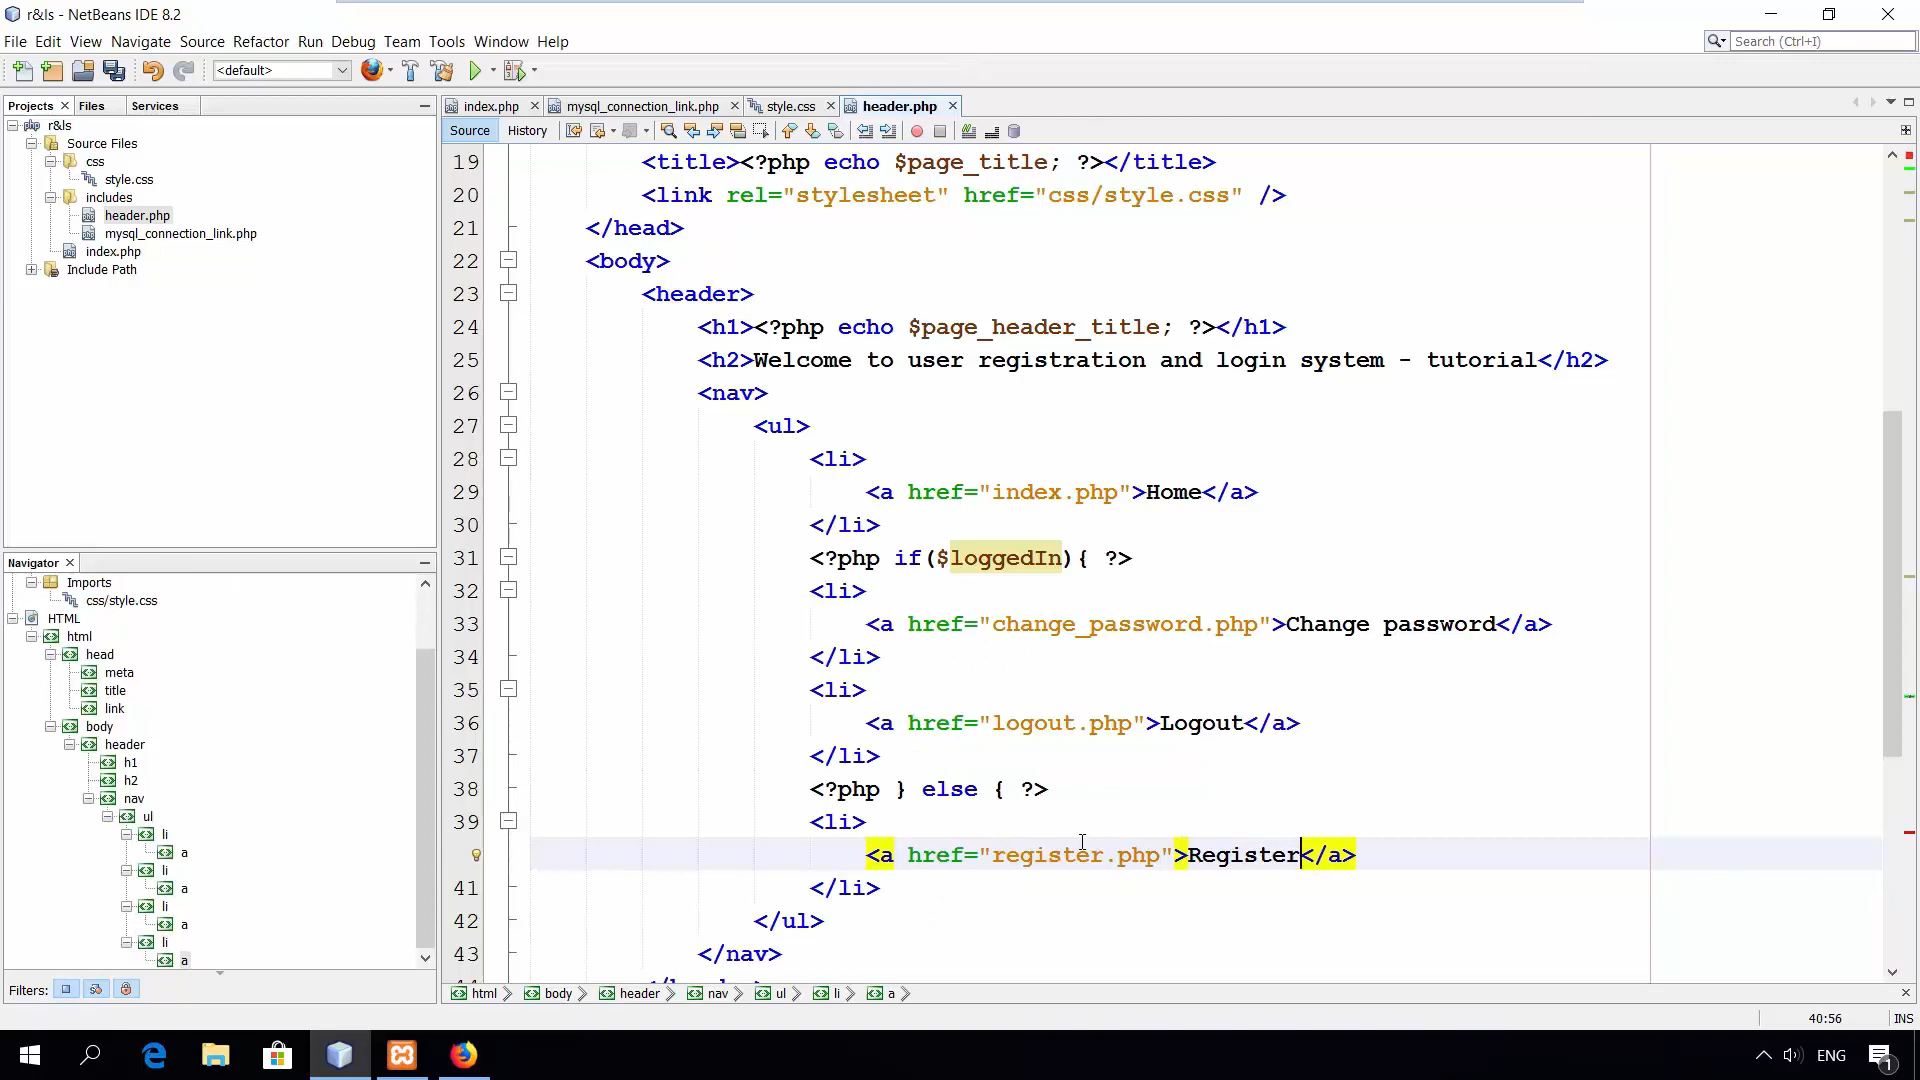 r&ls - NetBeans IDE 8.2
File Edit View Navigate Source Refactor Run Debug Team Tools Window Help
Search (Ctrl+I)
<default>
Projects Files Services
index.php mysql_connection_link.php style.css header.php
r&ls
Source Files
css
style.css
includes
header.php
mysql_connection_link.php
index.php
Include Path
Source History
19 <title><?php echo $page_title; ?></title>
20 <link rel="stylesheet" href="css/style.css" />
21 </head>
22 <body>
23 <header>
24 <h1><?php echo $page_header_title; ?></h1>
25 <h2>Welcome to user registration and login system - tutorial</h2>
26 <nav>
27 <ul>
28 <li>
29 <a href="index.php">Home</a>
30 </li>
31 <?php if($loggedIn){ ?>
32 <li>
33 <a href="change_password.php">Change password</a>
34 </li>
35 <li>
36 <a href="logout.php">Logout</a>
37 </li>
38 <?php } else { ?>
39 <li>
<a href="register.php">Register</a>
41 </li>
42 </ul>
43 </nav>
Navigator
Imports
css/style.css
HTML
html
head
meta
title
link
body
header
h1
h2
nav
ul
li
a
li
a
li
a
li
a
Filters:
html body header nav ul li a
40:56 INS
ENG
1